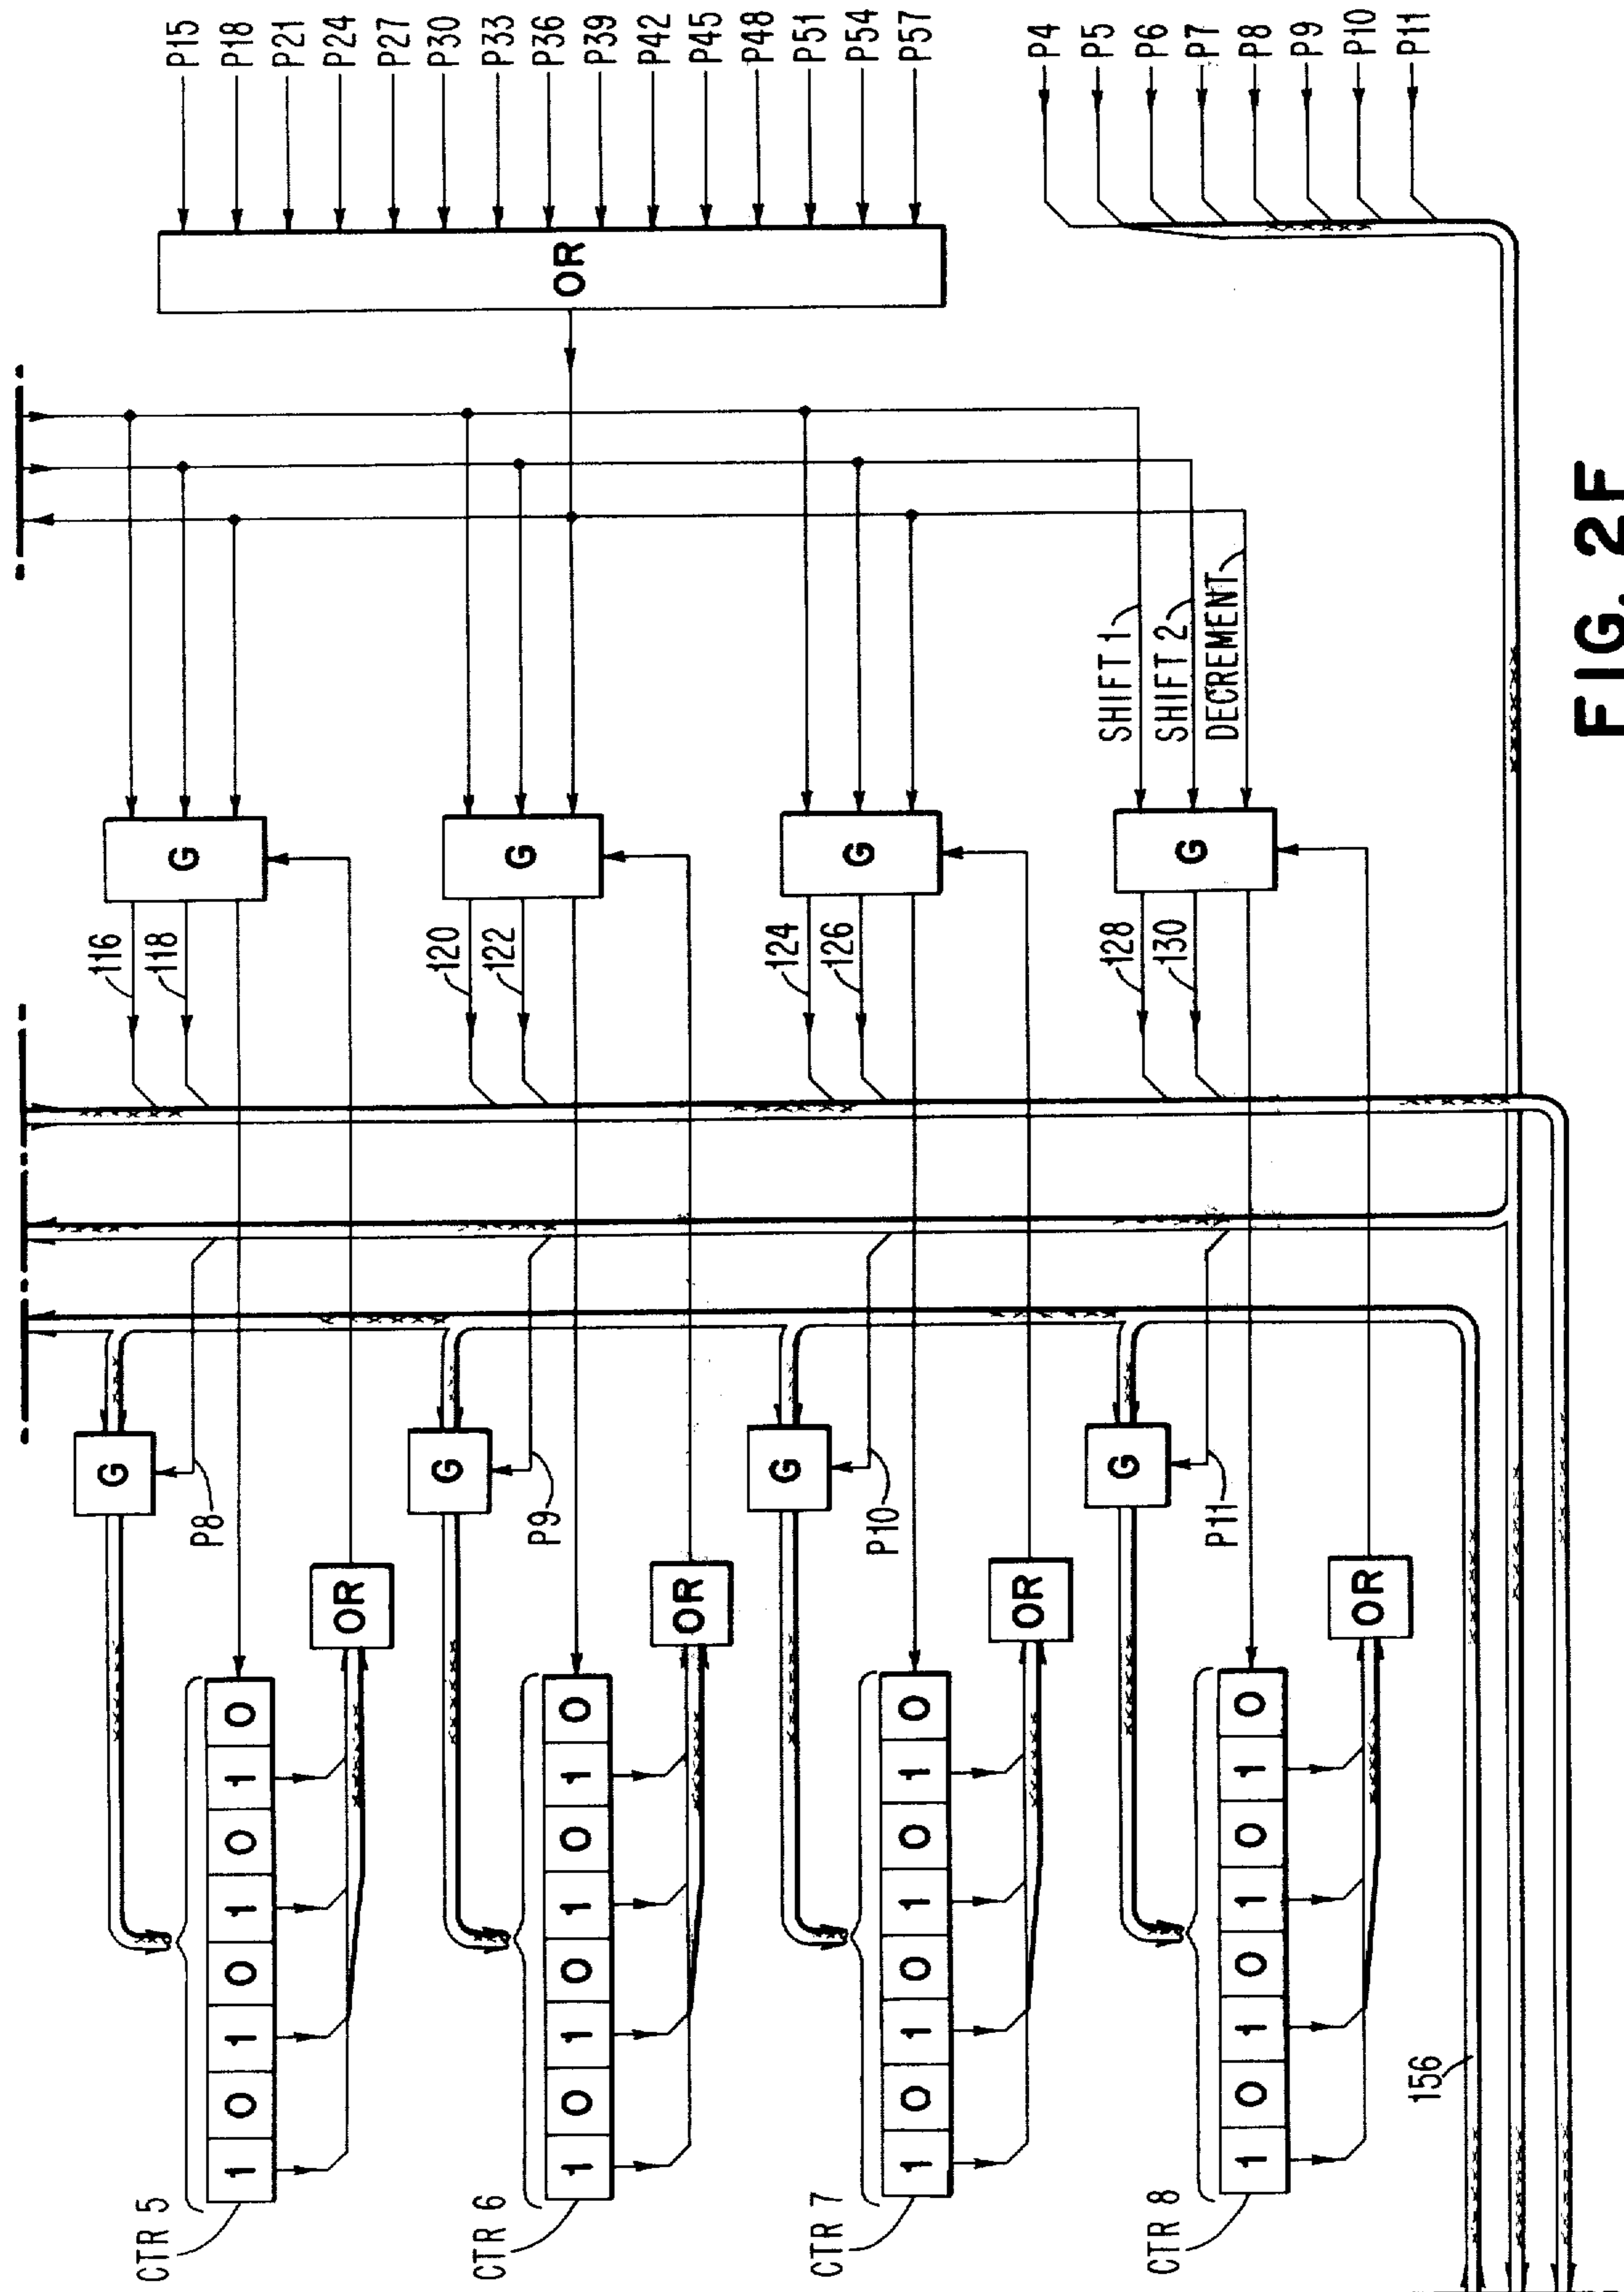 CTR 5
1 0 1 0 1 0 1 0
OR
G
P8
116
118
G
CTR 6
1 0 1 0 1 0 1 0
OR
G
P9
120
122
G
CTR 7
1 0 1 0 1 0 1 0
OR
G
P10
124
126
G
CTR 8
1 0 1 0 1 0 1 0
OR
G
P11
128
130
G
SHIFT 1
SHIFT 2
DECREMENT
OR
P15
P18
P21
P24
P27
P30
P33
P36
P39
P42
P45
P48
P51
P54
P57
P4
P5
P6
P7
P8
P9
P10
P11
156
FIG. 2F